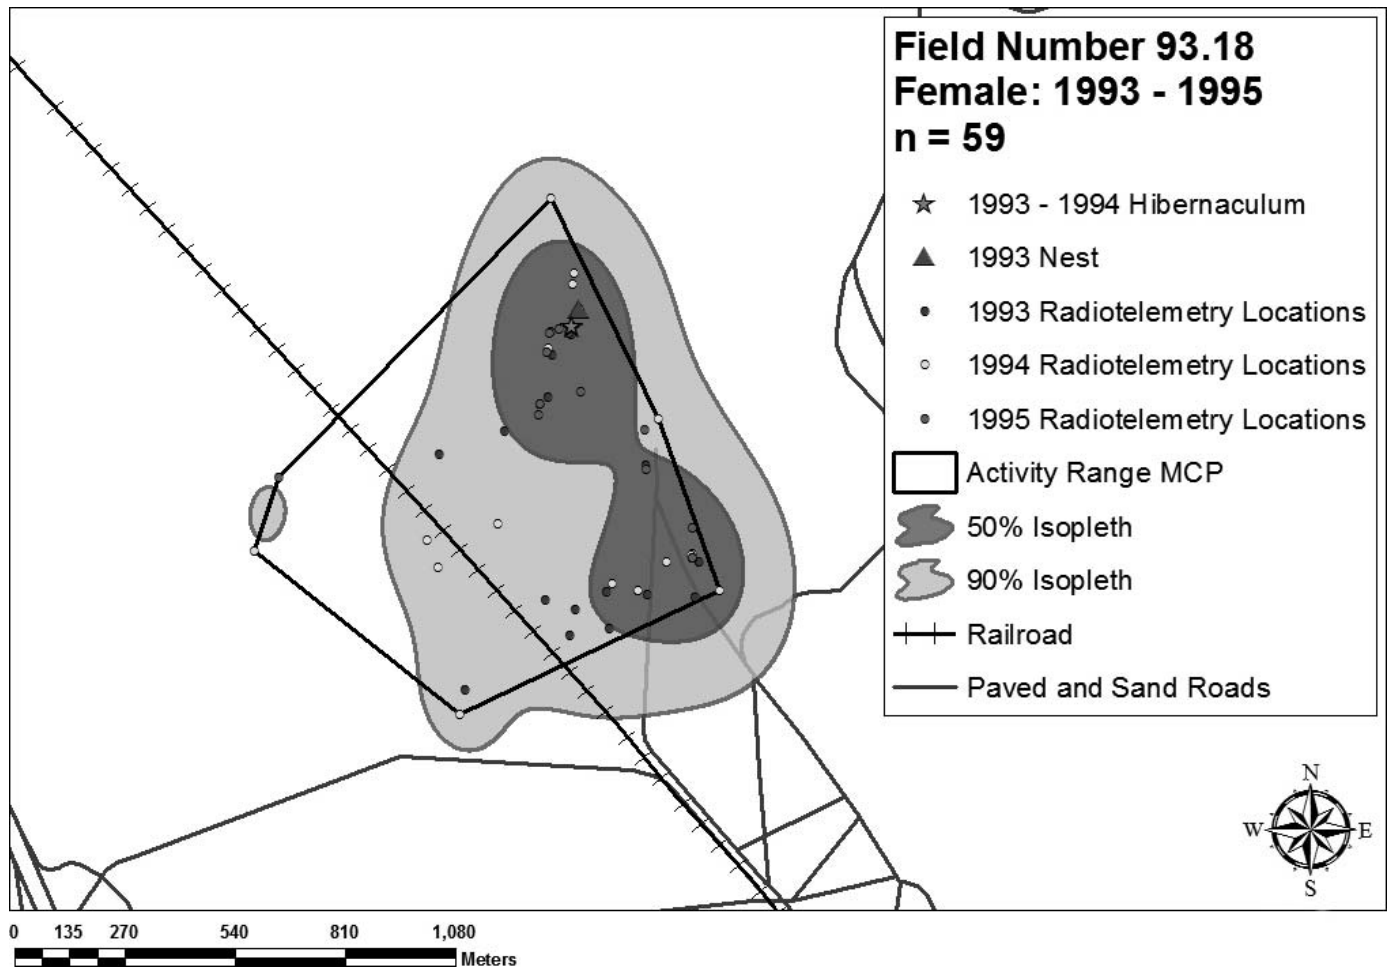 Field Number 93.18
Female: 1993 - 1995
n = 59
1993 - 1994 Hibernaculum
1993 Nest
1993 Radiotelemetry Locations
1994 Radiotelemetry Locations
1995 Radiotelemetry Locations
Activity Range MCP
50% Isopleth
90% Isopleth
Railroad
Paved and Sand Roads
N
W E
S
0 135 270 540 810 1,080
Meters